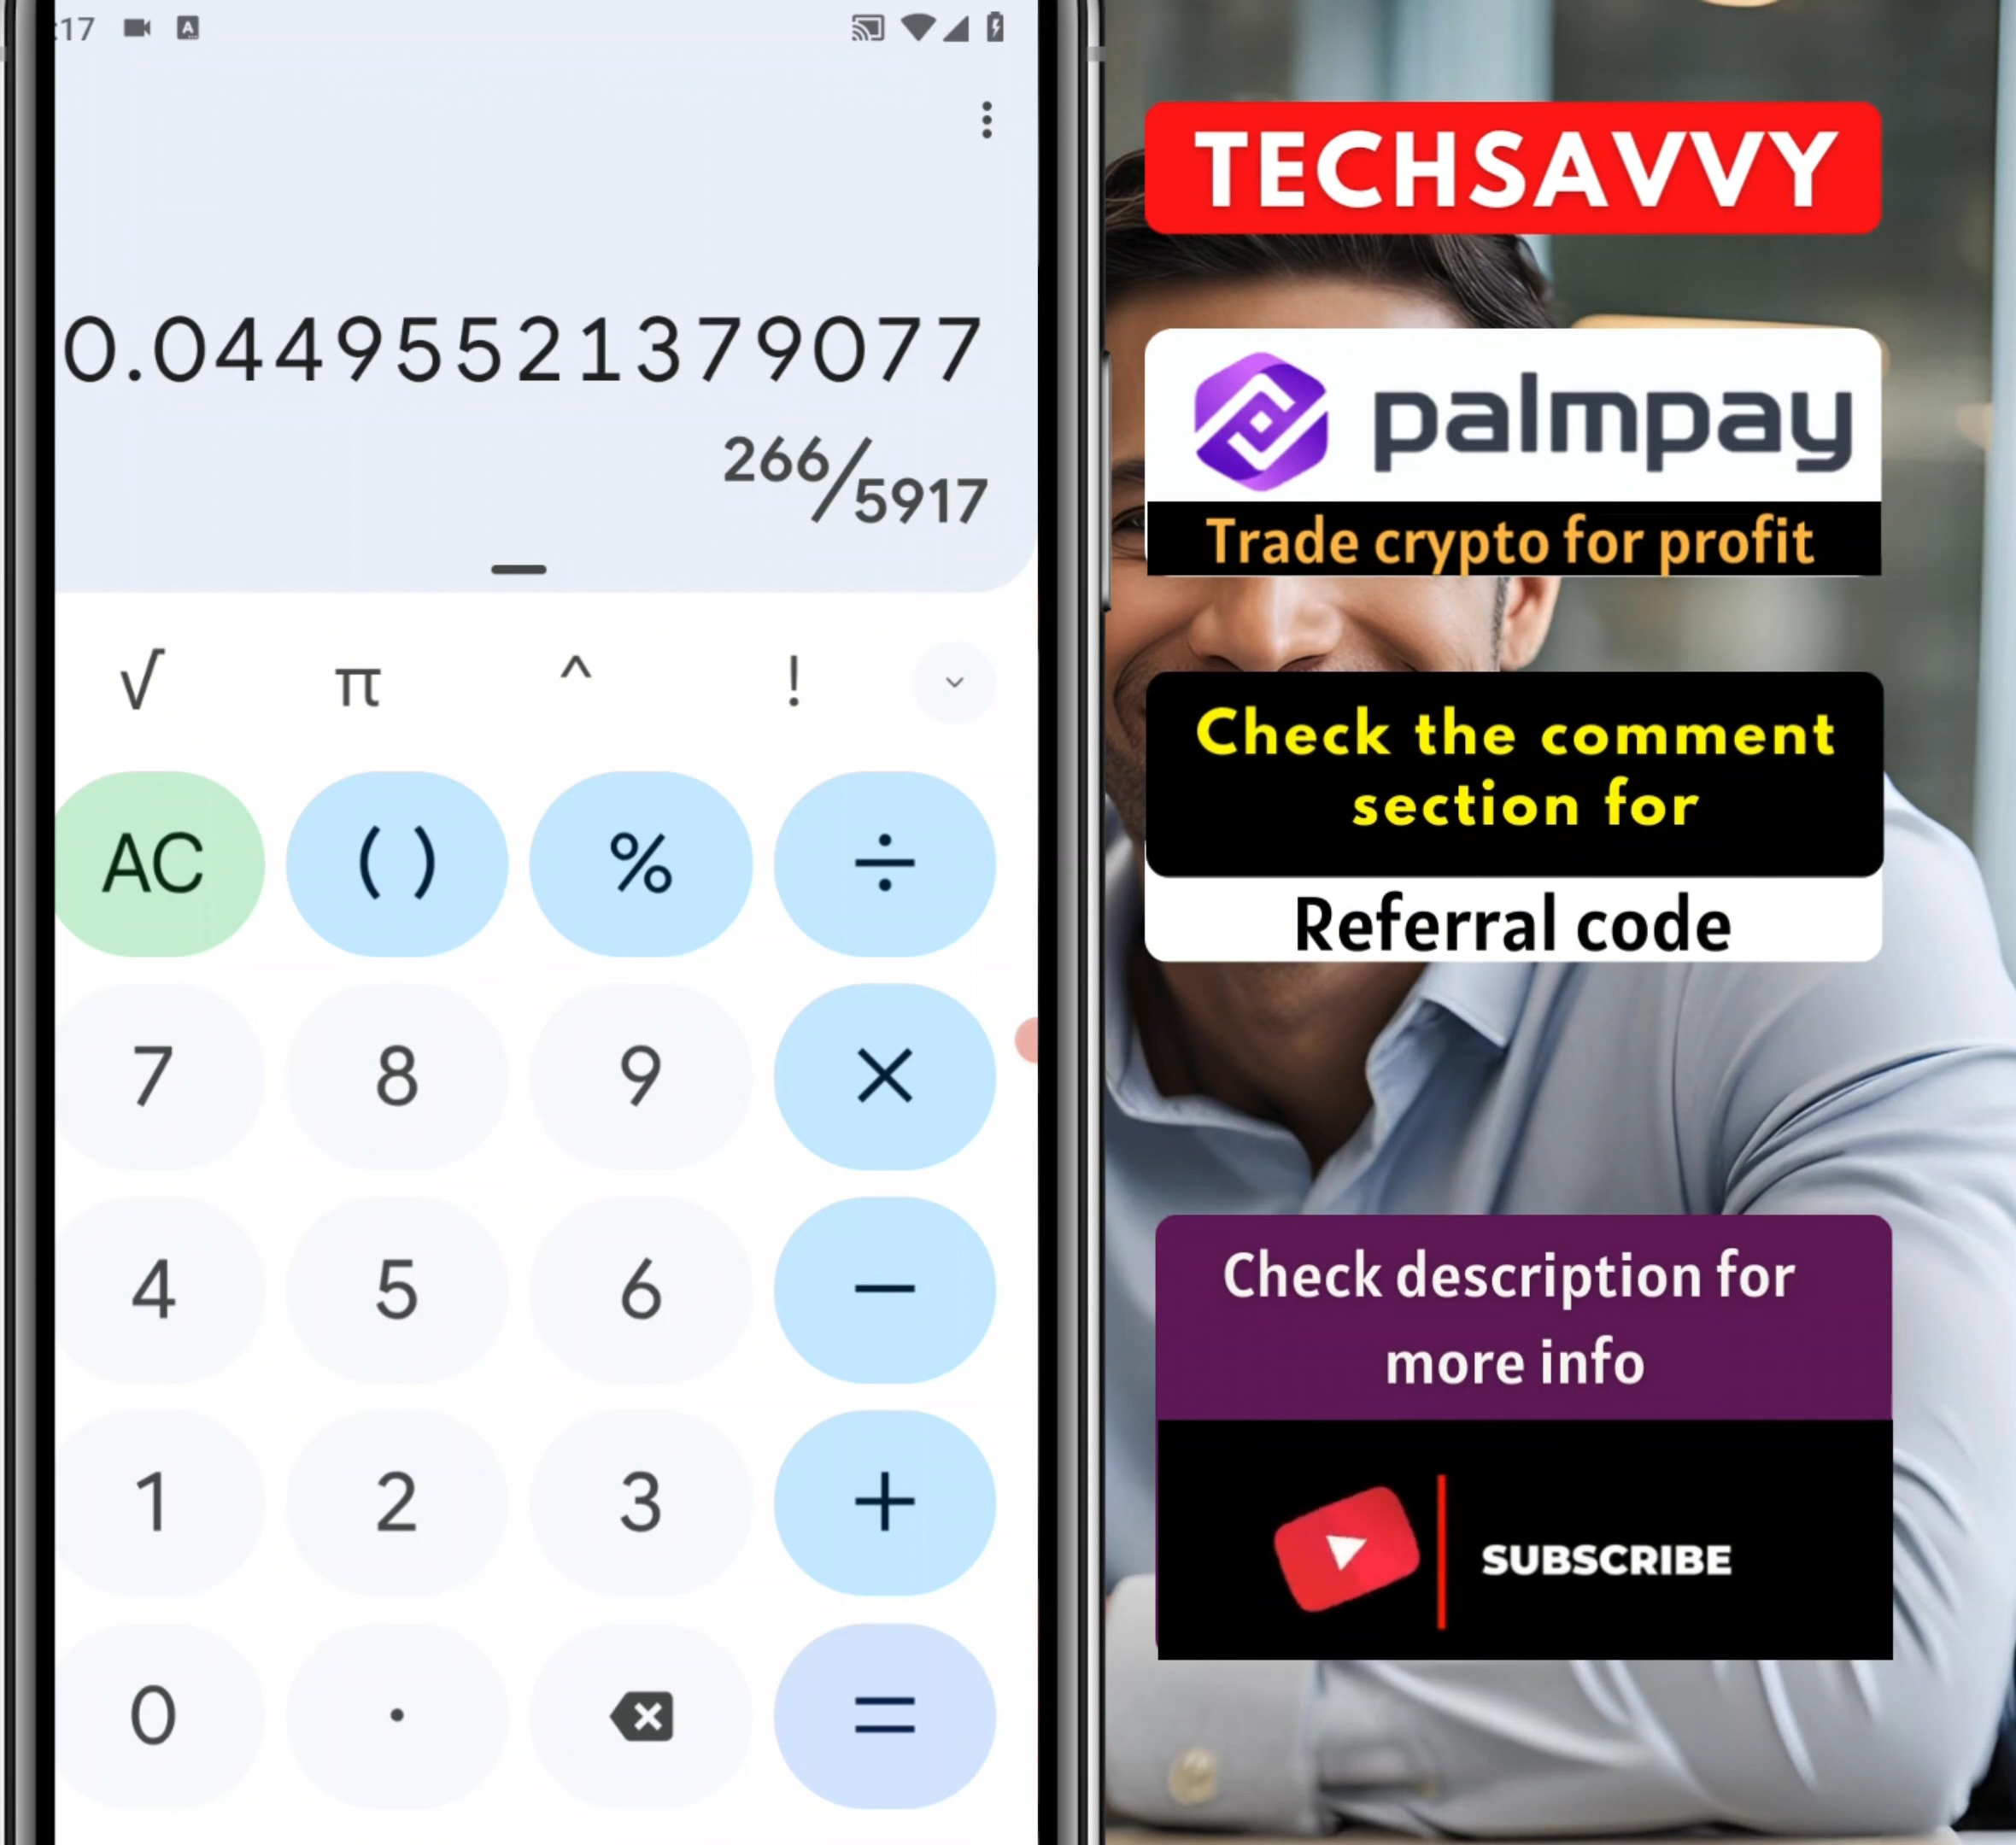 :17
0.04495521379077
266/5917
√ π ^ !
AC ( ) % ÷
7 8 9 ×
4 5 6 −
1 2 3 +
0 . =
TECHSAVVY
palmpay
Trade crypto for profit
Check the comment
section for
Referral code
Check description for
more info
SUBSCRIBE